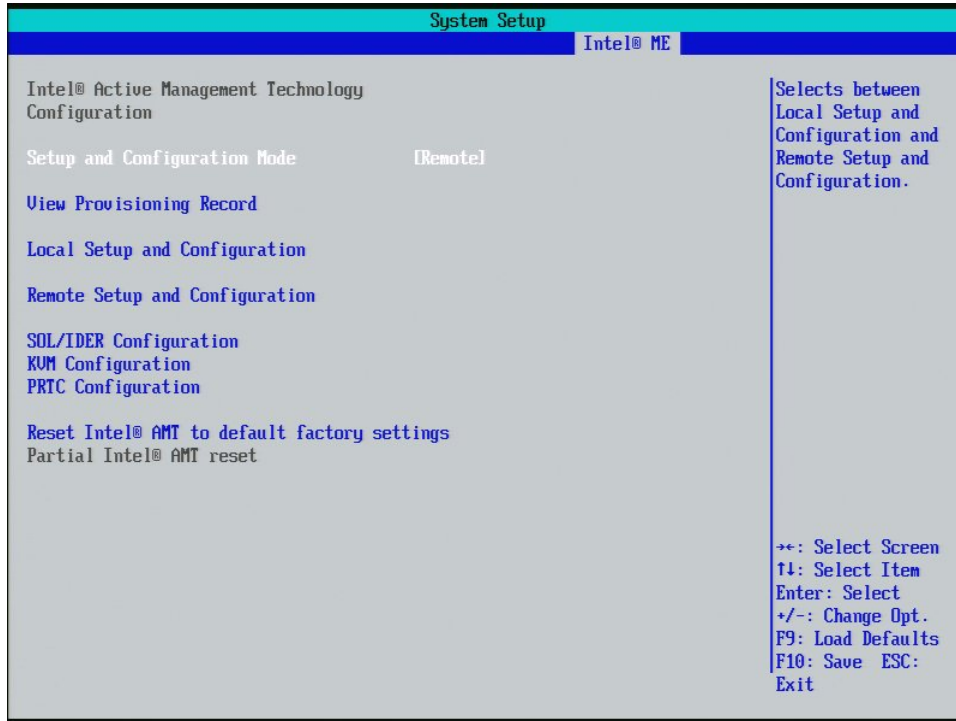 System Setup
Intel® ME
Intel® Active Management Technology
Configuration
Setup and Configuration Mode [Remote]
View Provisioning Record
Local Setup and Configuration
Remote Setup and Configuration
SOL/IDER Configuration
KVM Configuration
PRTC Configuration
Reset Intel® AMT to default factory settings
Partial Intel® AMT reset
Selects between
Local Setup and
Configuration and
Remote Setup and
Configuration.
→←: Select Screen
↑↓: Select Item
Enter: Select
+/-: Change Opt.
F9: Load Defaults
F10: Save ESC:
Exit